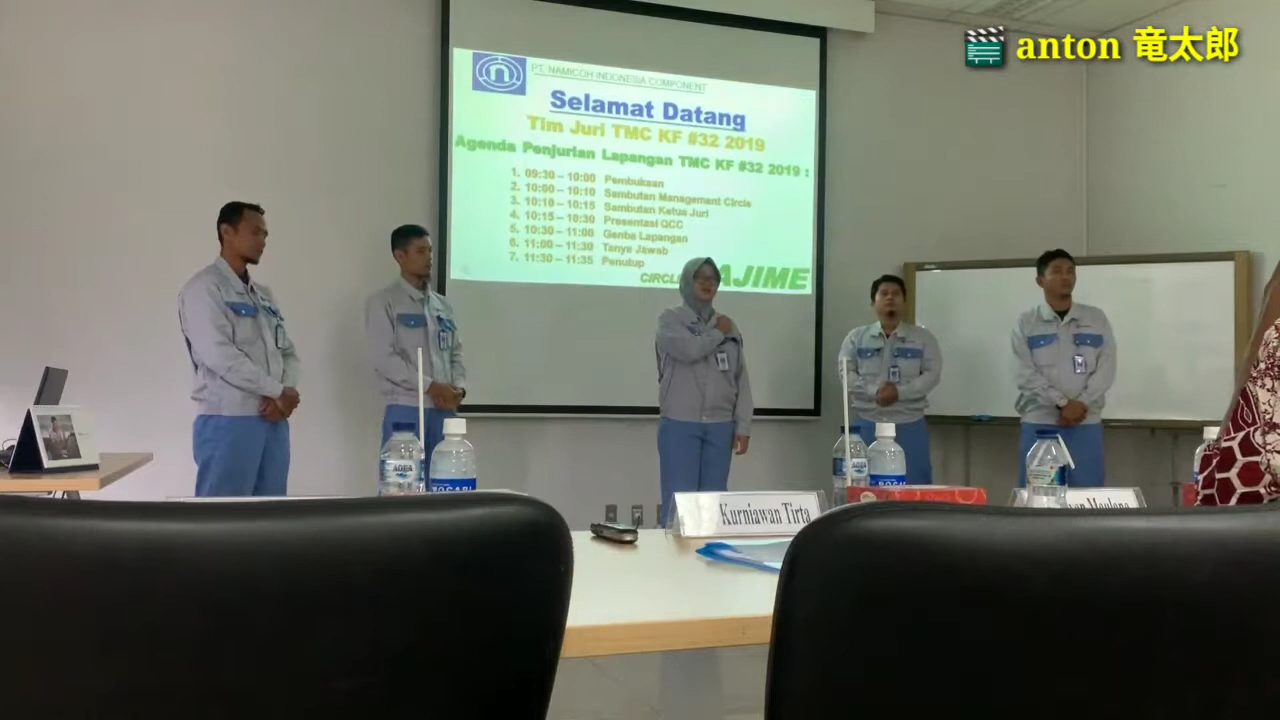 anton 竜太郎
PT. NAMICOH INDONESIA COMPONENT
Selamat Datang
Tim Juri TMC KF #32 2019
Agenda Penjurian Lapangan TMC KF #32 2019 :
1. 09:30 – 10:00 Pembukaan
2. 10:00 – 10:10 Sambutan Management Circle
3. 10:10 – 10:15 Sambutan Ketua Juri
4. 10:15 – 10:30 Presentasi QCC
5. 10:30 – 11:00 Genba Lapangan
6. 11:00 – 11:30 Tanya Jawab
7. 11:30 – 11:35 Penutup
AJIME
AQUA
POCARI
Kurniawan Tirta